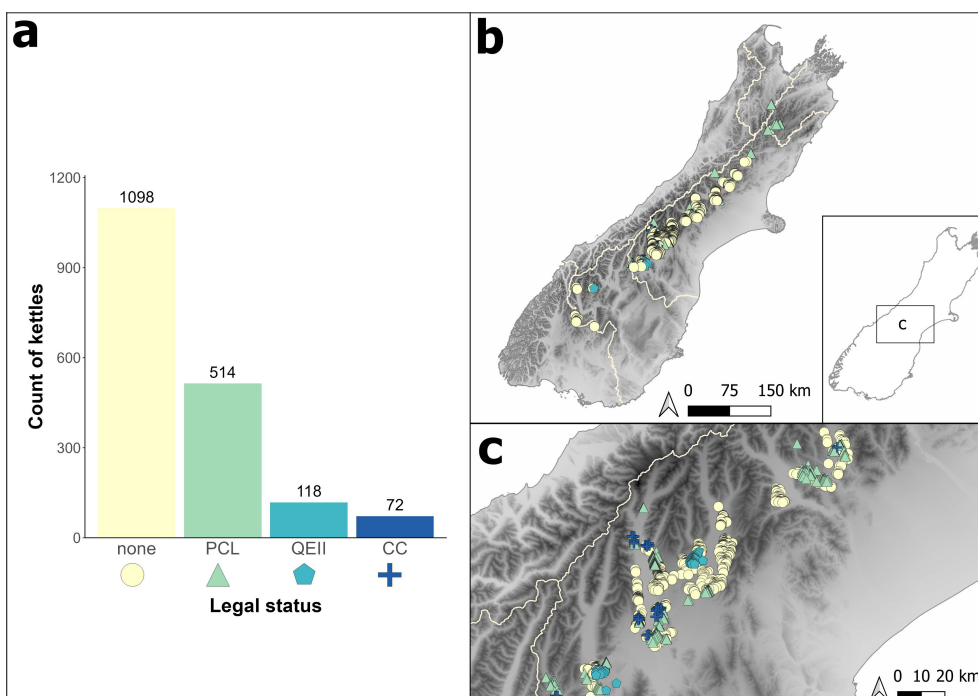 a
1200
900
600
300
0
Count of kettles
1098
514
118
72
none PCL QEII CC
Legal status
b
0 75 150 km
C
c
0 10 20 km